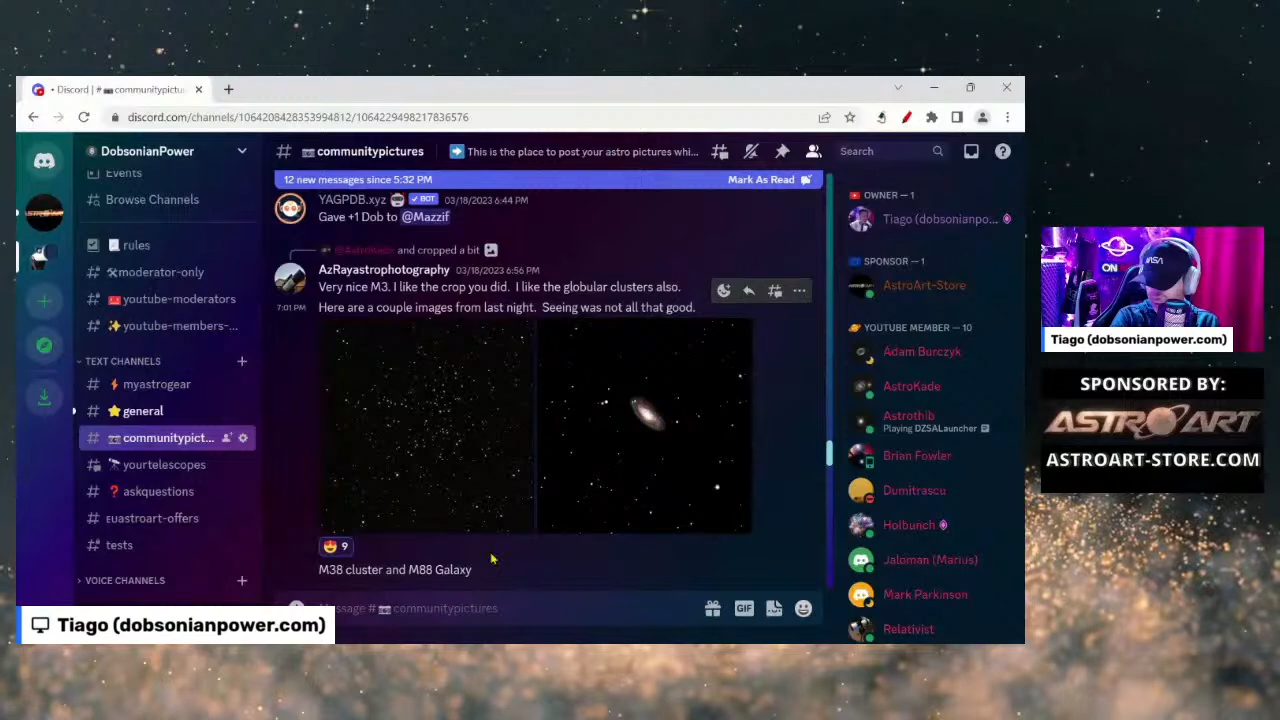 • Discord | # communitypictu
discord.com/channels/1064208428353994812/1064229498217836576
DobsonianPower
Events
Browse Channels
rules
moderator-only
youtube-moderators
youtube-members-...
TEXT CHANNELS
myastrogear
general
communitypict...
yourtelescopes
askquestions
EUastroart-offers
tests
VOICE CHANNELS
communitypictures
This is the place to post your astro pictures whi...
Search
12 new messages since 5:32 PM
Mark As Read
YAGPDB.xyz BOT 03/18/2023 6:44 PM
Gave +1 Dob to @Mazzif
and cropped a bit
AzRayastrophotography 03/18/2023 6:56 PM
Very nice M3. I like the crop you did. I like the globular clusters also.
7:01 PM Here are a couple images from last night. Seeing was not all that good.
9
M38 cluster and M88 Galaxy
Message # communitypictures
GIF
OWNER — 1
Tiago (dobsonianpo...
SPONSOR — 1
AstroArt-Store
YOUTUBE MEMBER — 10
Adam Burczyk
AstroKade
Astrothib
Playing DZSALauncher
Brian Fowler
Dumitrascu
Holbunch
Jaloman (Marius)
Mark Parkinson
Relativist
Tiago (dobsonianpower.com)
ON
NASA
Tiago (dobsonianpower.com)
SPONSORED BY:
ASTROART
ASTROART-STORE.COM